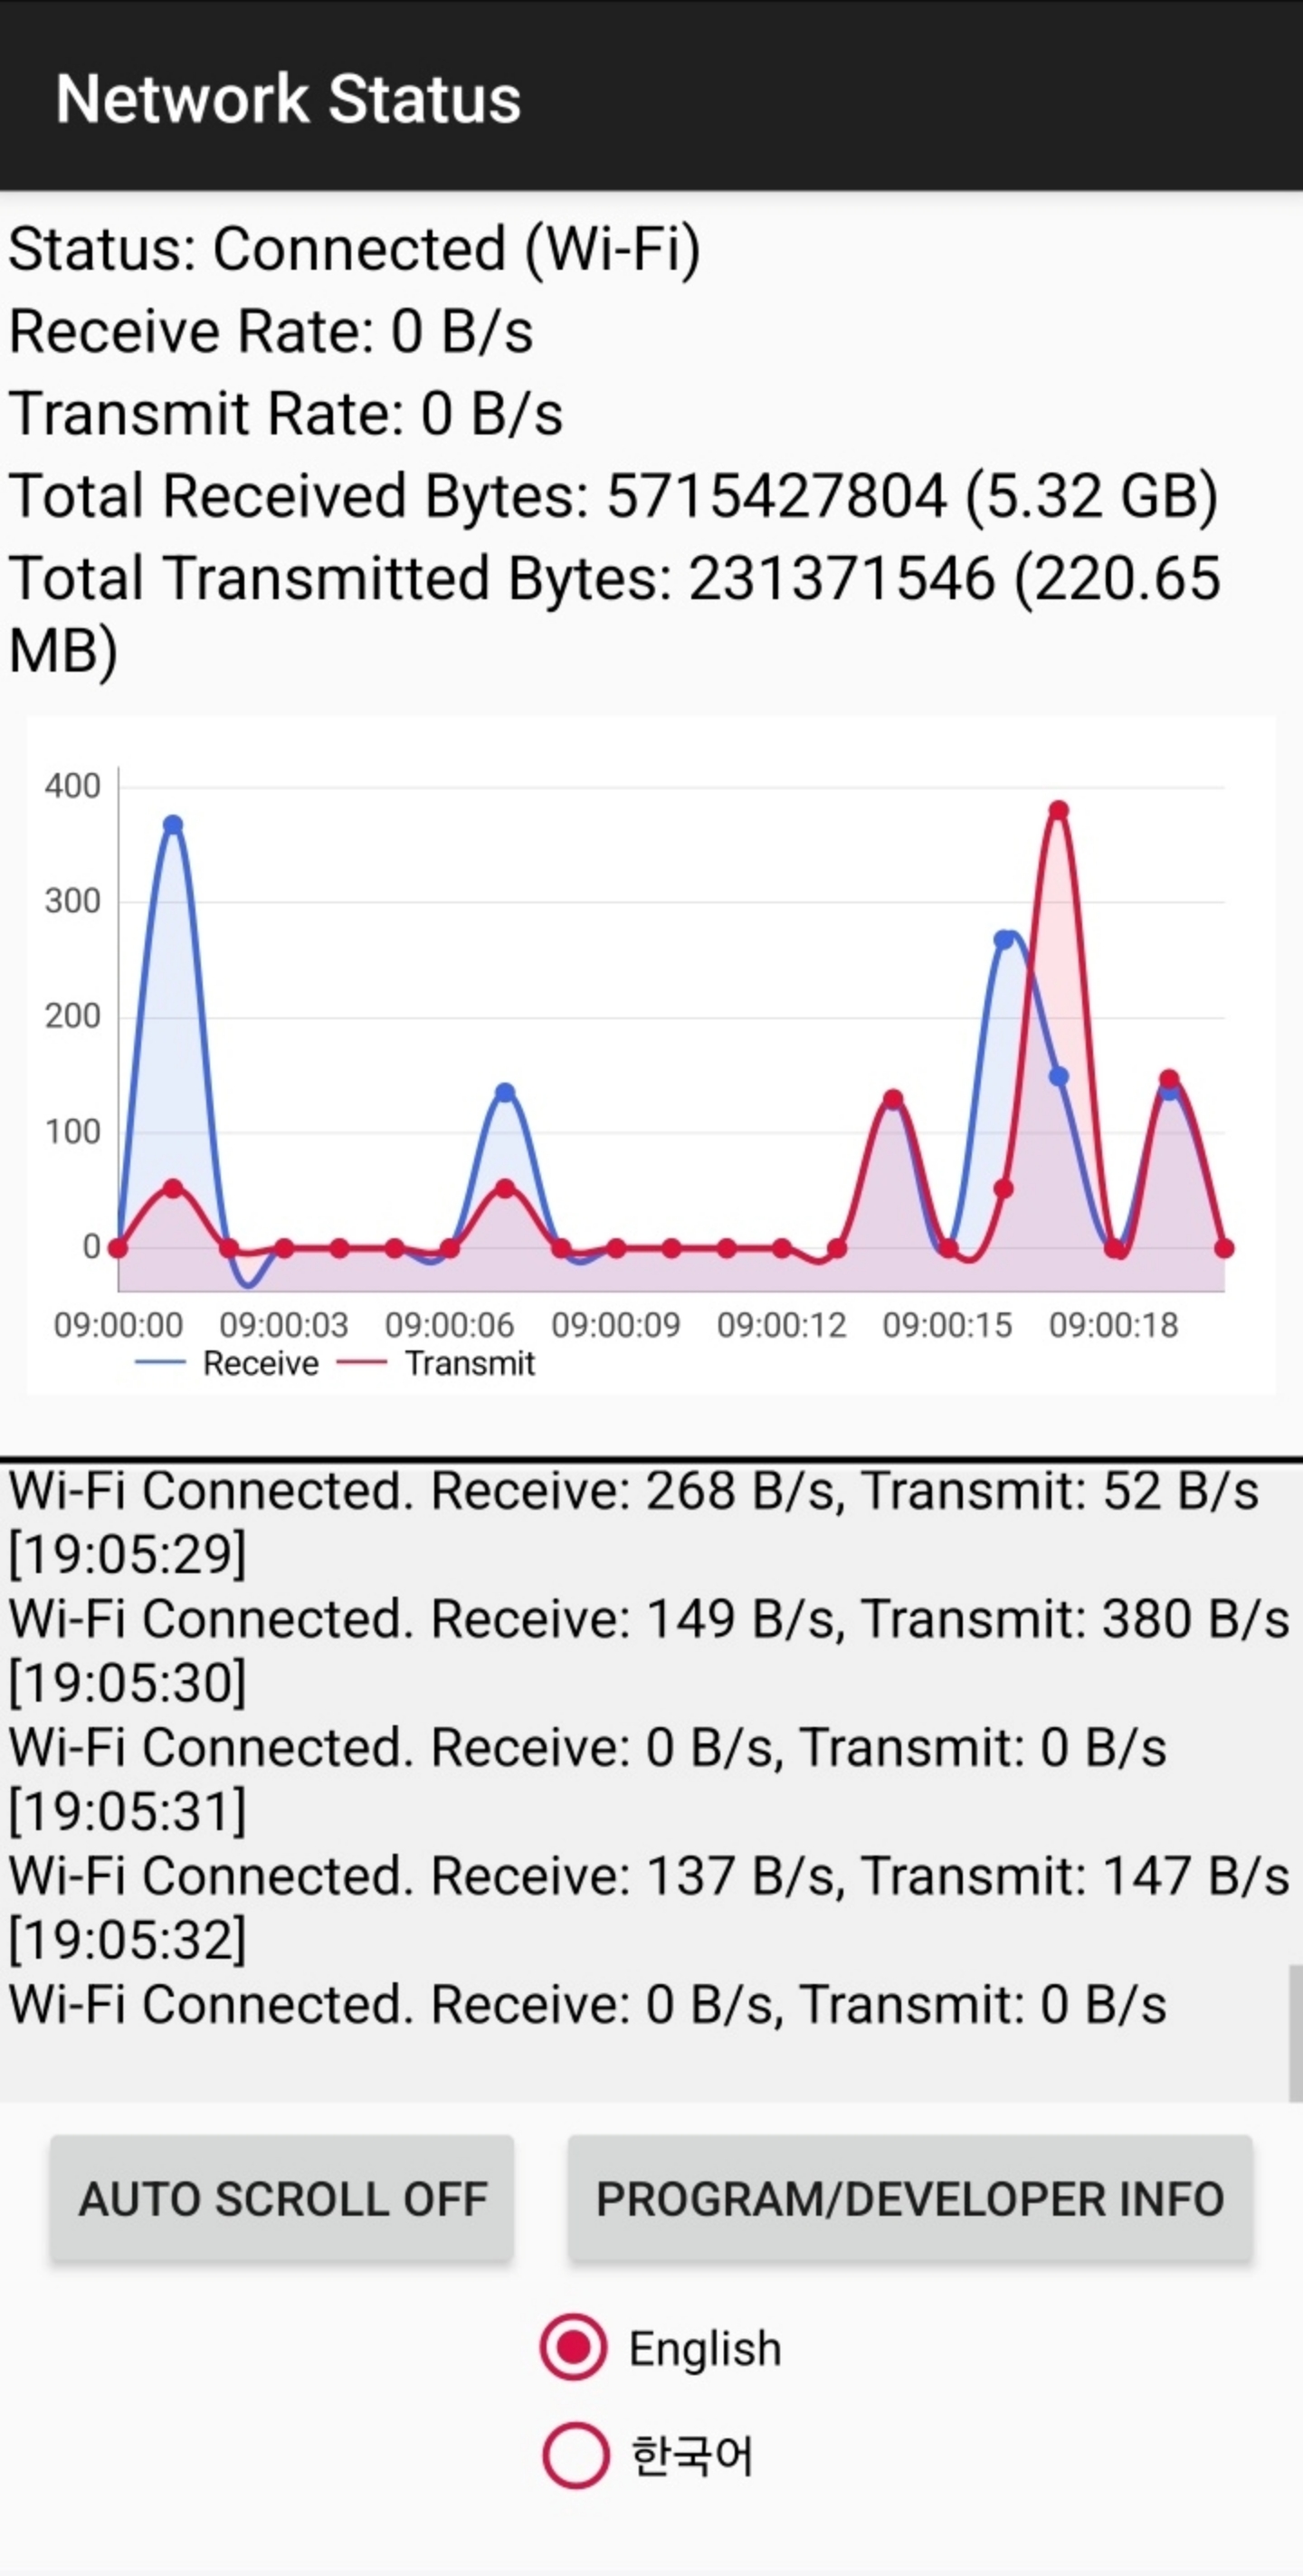 Network Status
Status: Connected (Wi-Fi)
Receive Rate: 0 B/s
Transmit Rate: 0 B/s
Total Received Bytes: 5715427804 (5.32 GB)
Total Transmitted Bytes: 231371546 (220.65
MB)
400
300
200
100
0
09:00:00 09:00:03 09:00:06 09:00:09 09:00:12 09:00:15 09:00:18
Receive Transmit
Wi-Fi Connected. Receive: 268 B/s, Transmit: 52 B/s
[19:05:29]
Wi-Fi Connected. Receive: 149 B/s, Transmit: 380 B/s
[19:05:30]
Wi-Fi Connected. Receive: 0 B/s, Transmit: 0 B/s
[19:05:31]
Wi-Fi Connected. Receive: 137 B/s, Transmit: 147 B/s
[19:05:32]
Wi-Fi Connected. Receive: 0 B/s, Transmit: 0 B/s
AUTO SCROLL OFF PROGRAM/DEVELOPER INFO
English
한국어